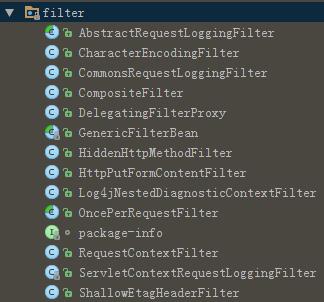 filter
AbstractRequestLoggingFilter
CharacterEncodingFilter
CommonsRequestLoggingFilter
CompositeFilter
DelegatingFilterProxy
GenericFilterBean
HiddenHttpMethodFilter
HttpPutFormContentFilter
Log4jNestedDiagnosticContextFilter
OncePerRequestFilter
package-info
RequestContextFilter
ServletContextRequestLoggingFilter
ShallowEtagHeaderFilter